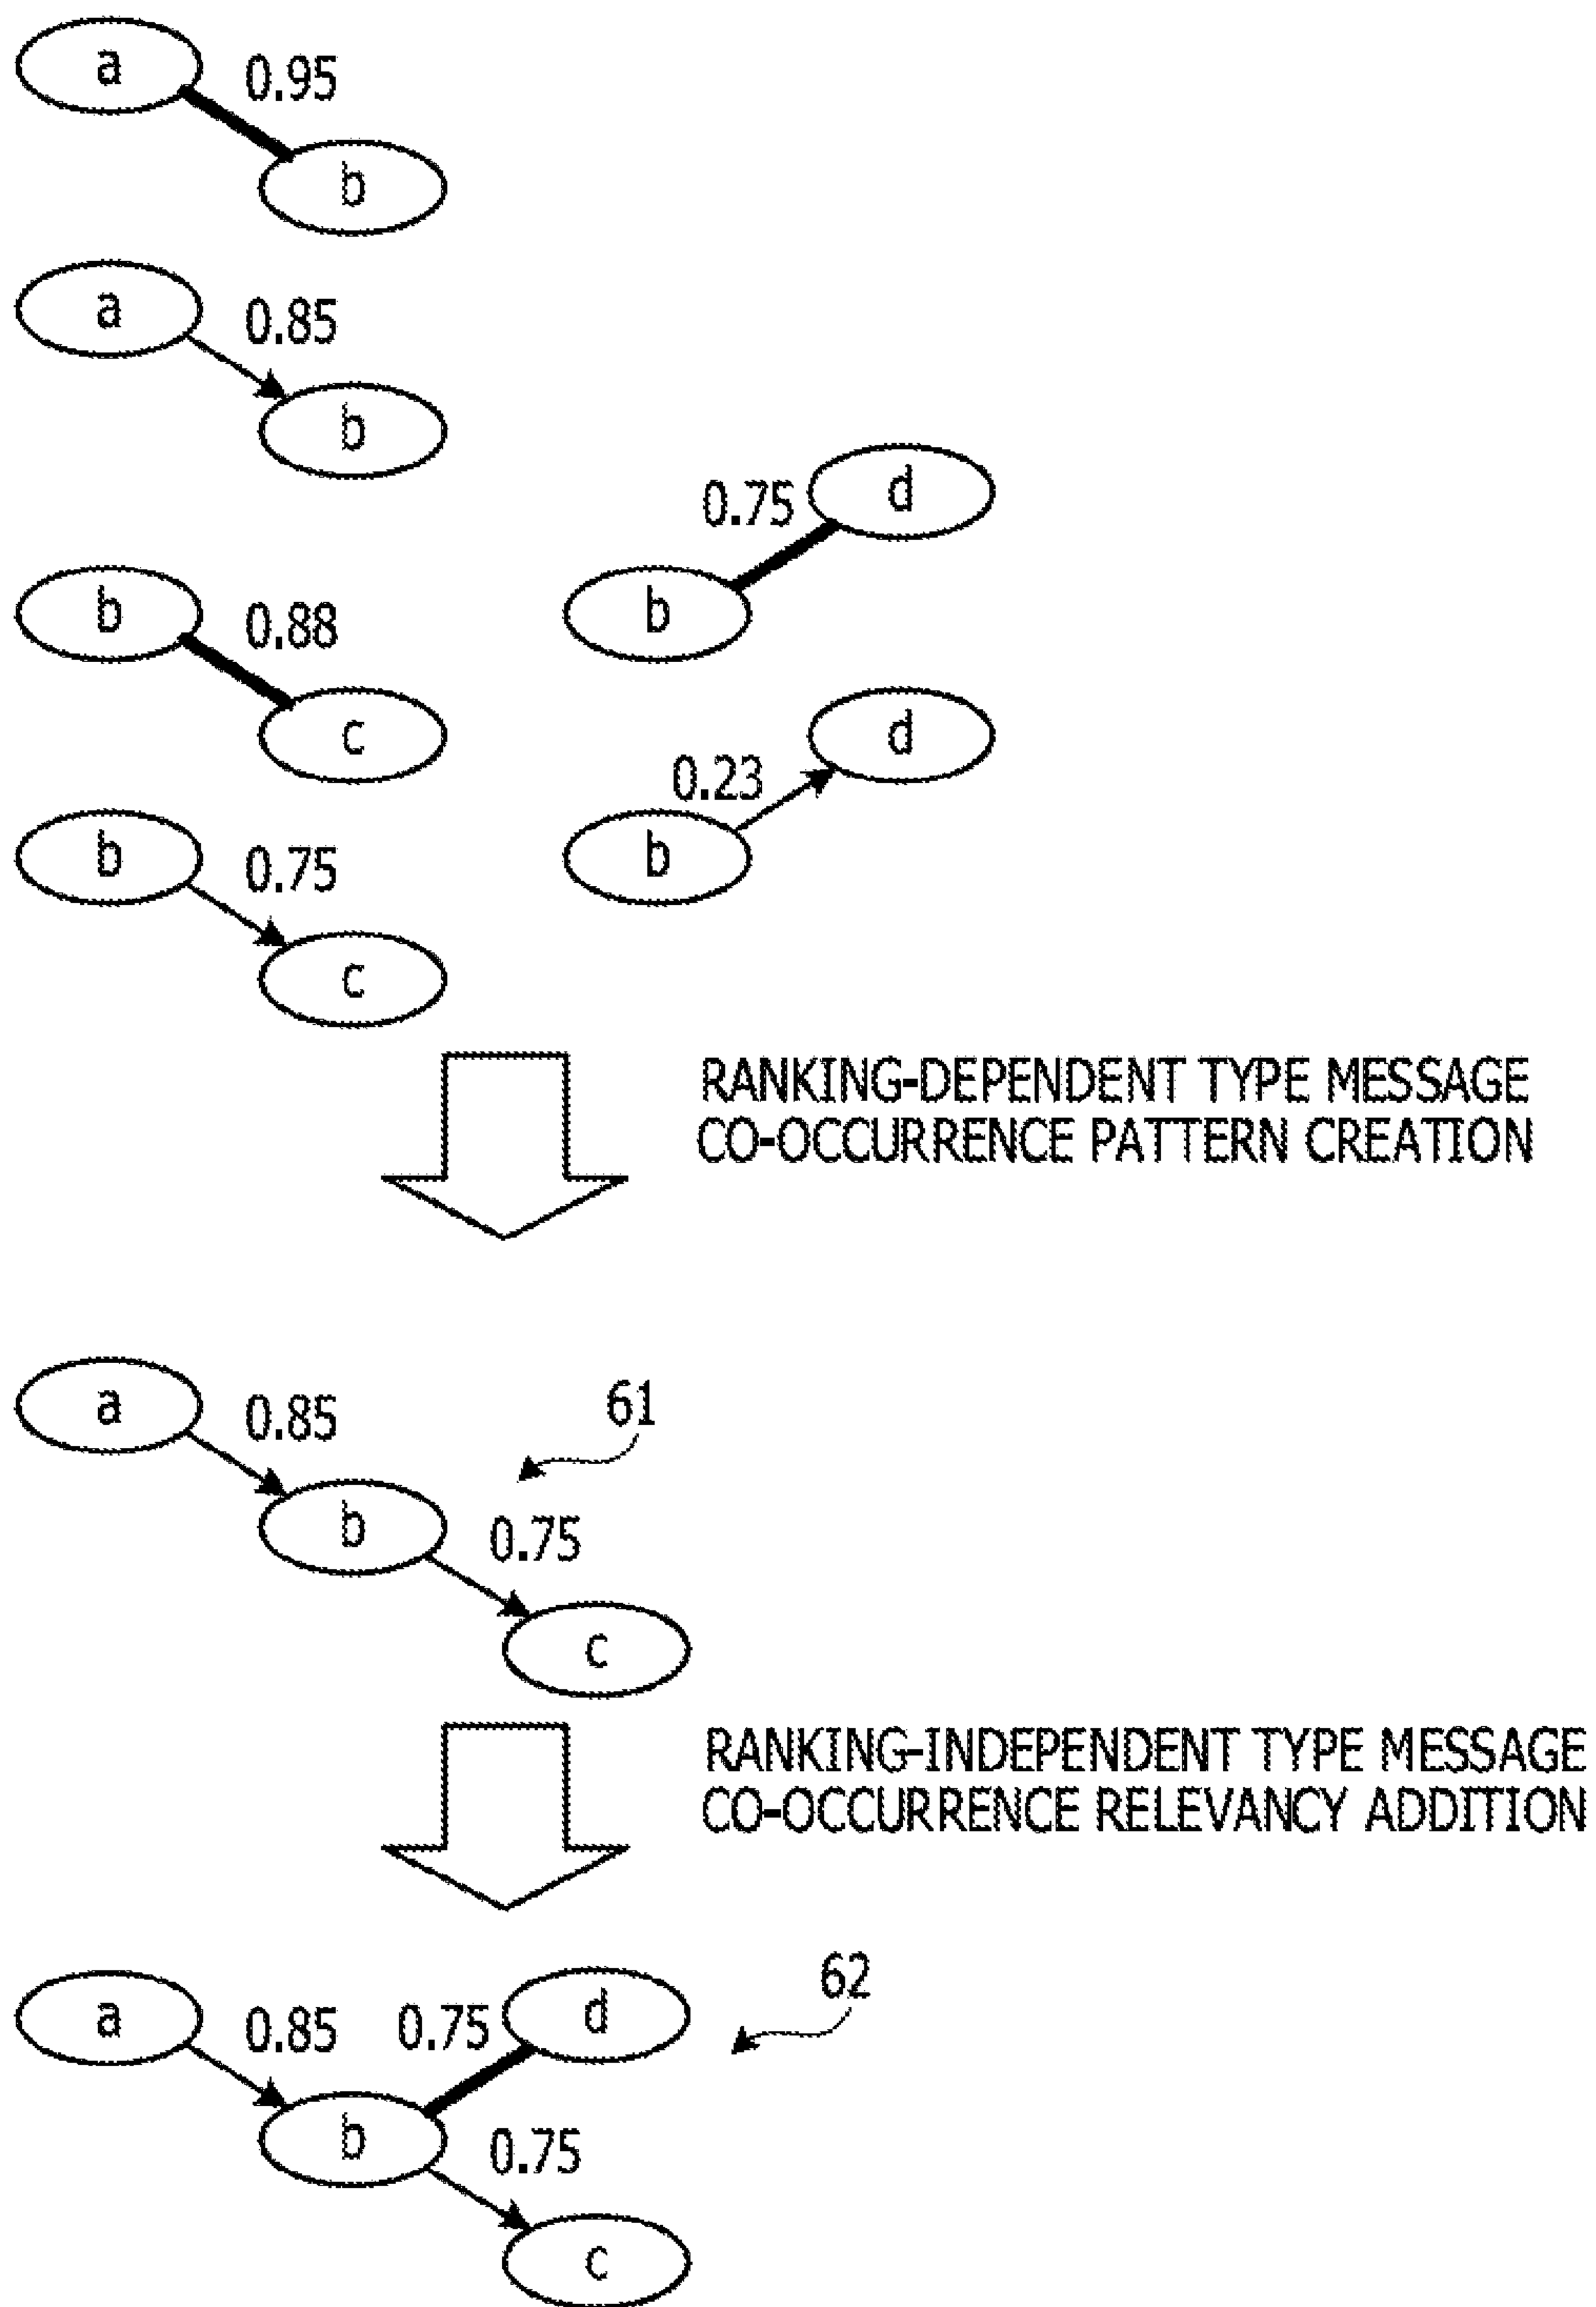 a
0.95
b
a
0.85
b
d
0.75
b
b
0.88
c
d
0.23
b
b
0.75
c
RANKING-DEPENDENT TYPE MESSAGE
CO-OCCURRENCE PATTERN CREATION
a
0.85
61
b
0.75
c
RANKING-INDEPENDENT TYPE MESSAGE
CO-OCCURRENCE RELEVANCY ADDITION
a
0.85
0.75
d
62
b
0.75
c